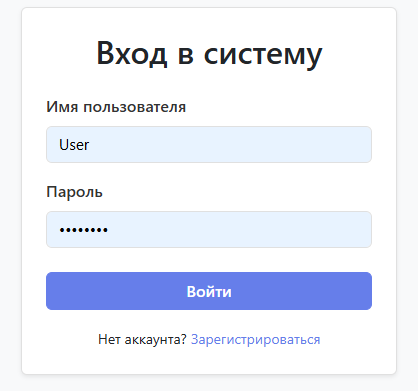 Вход в систему
Имя пользователя
User
Пароль
••••••••
Войти
Нет аккаунта? Зарегистрироваться